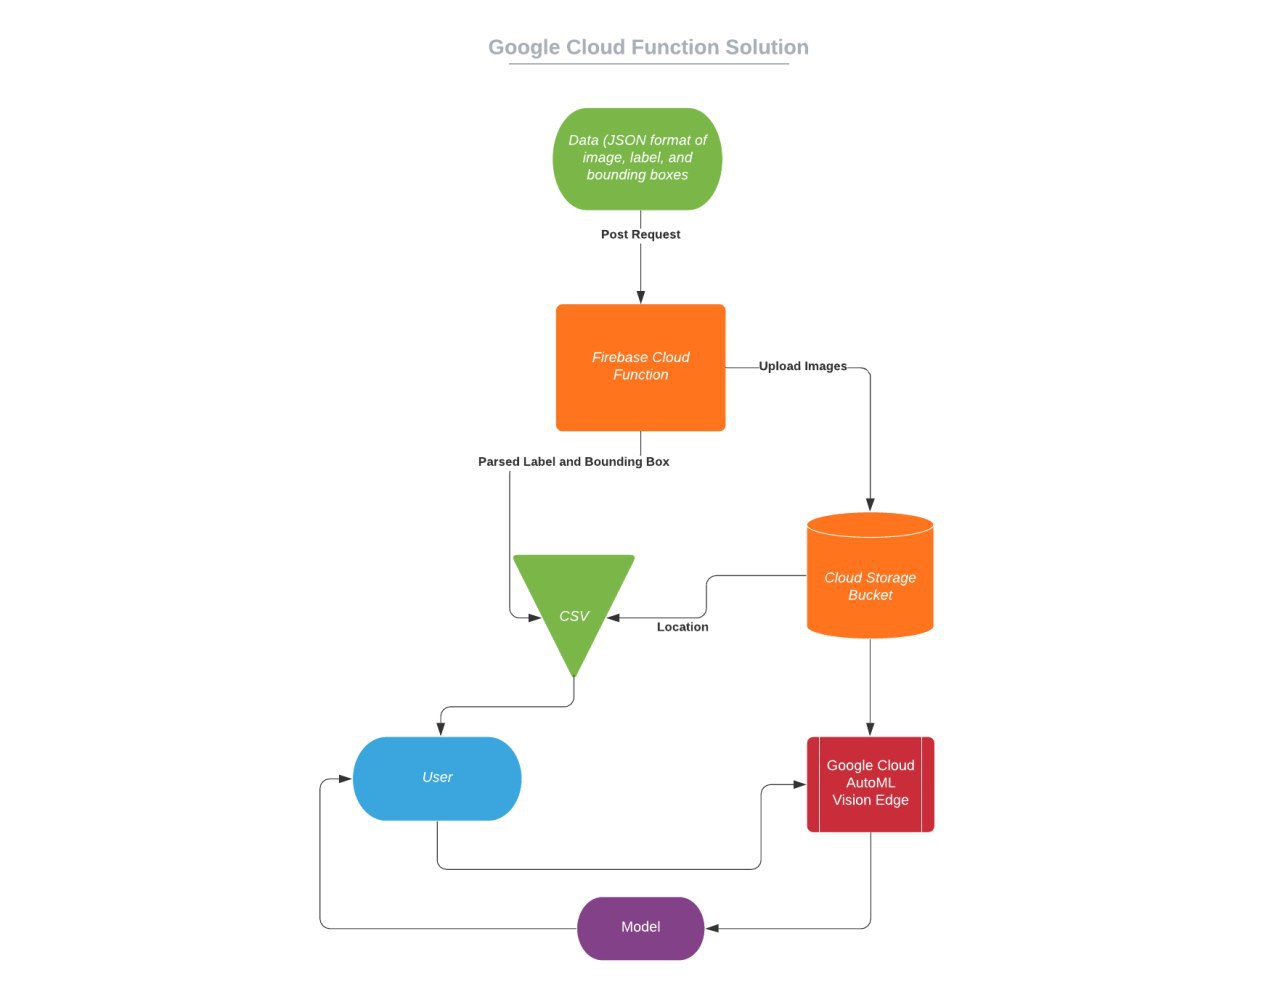 Google Cloud Function Solution
Data (JSON format of
image, label, and
bounding boxes
Post Request
Firebase Cloud
Function
Upload Images
Parsed Label and Bounding Box
Cloud Storage
Bucket
CSV
Location
User
Google Cloud
AutoML
Vision Edge
Model